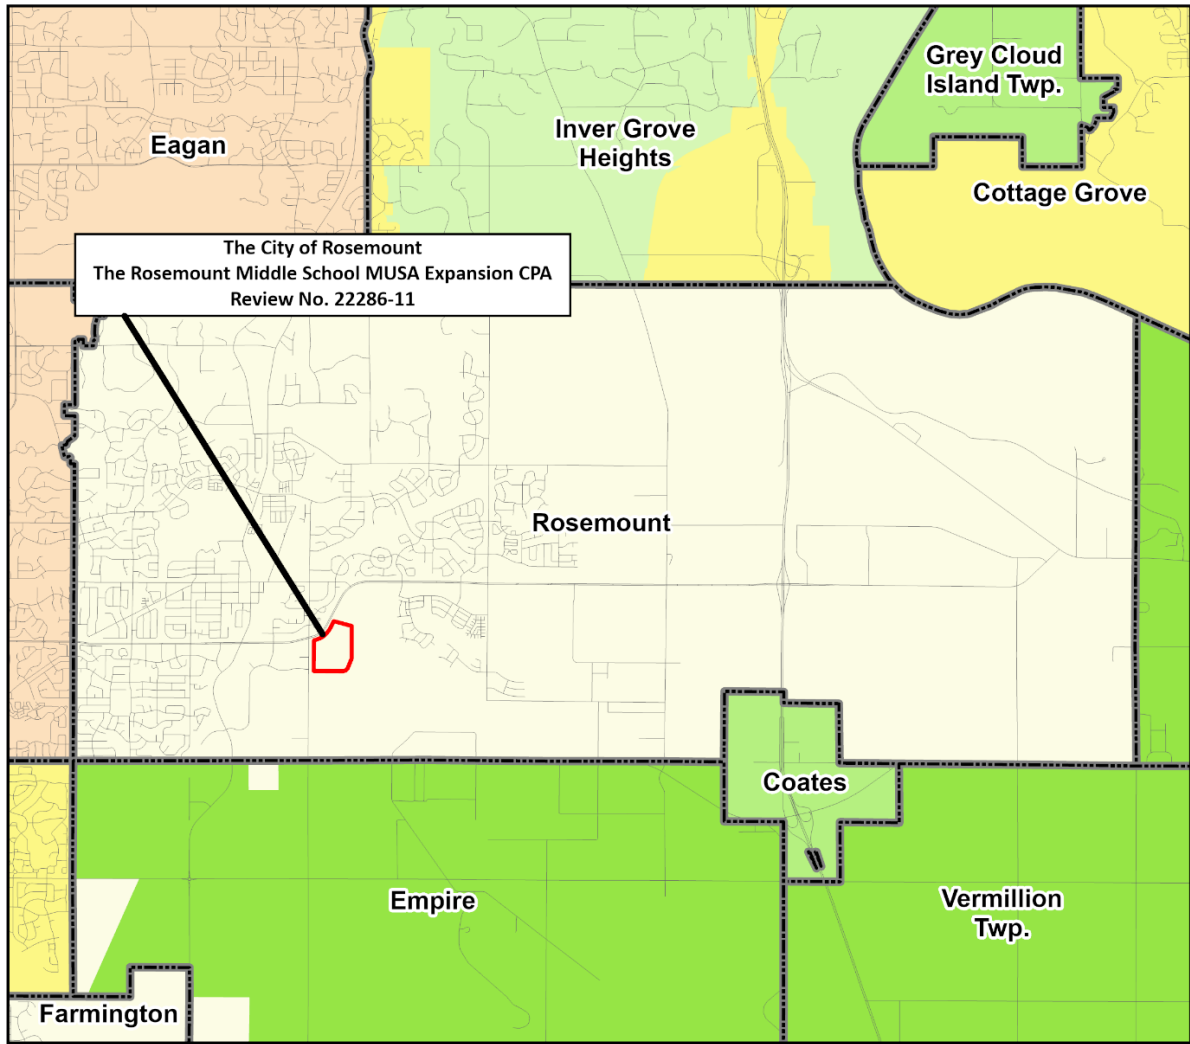 Grey Cloud
Island Twp.
Eagan
Inver Grove
Heights
Cottage Grove
The City of Rosemount
The Rosemount Middle School MUSA Expansion CPA
Review No. 22286-11
Rosemount
Coates
Empire
Vermillion
Twp.
Farmington